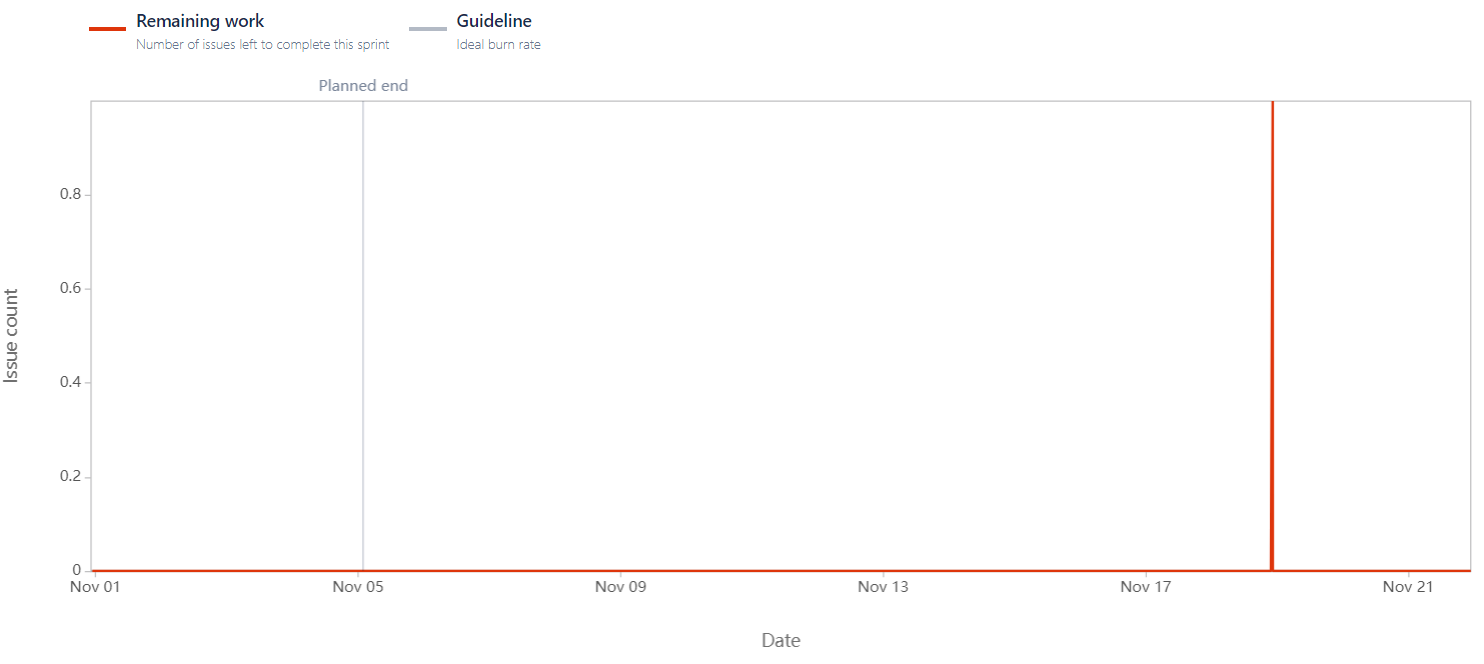 Remaining work
Number of issues left to complete this sprint
Guideline
Ideal burn rate
Planned end
0.8
0.6
0.4
0.2
0
Issue count
Nov 01
Nov 05
Nov 09
Nov 13
Nov 17
Nov 21
Date